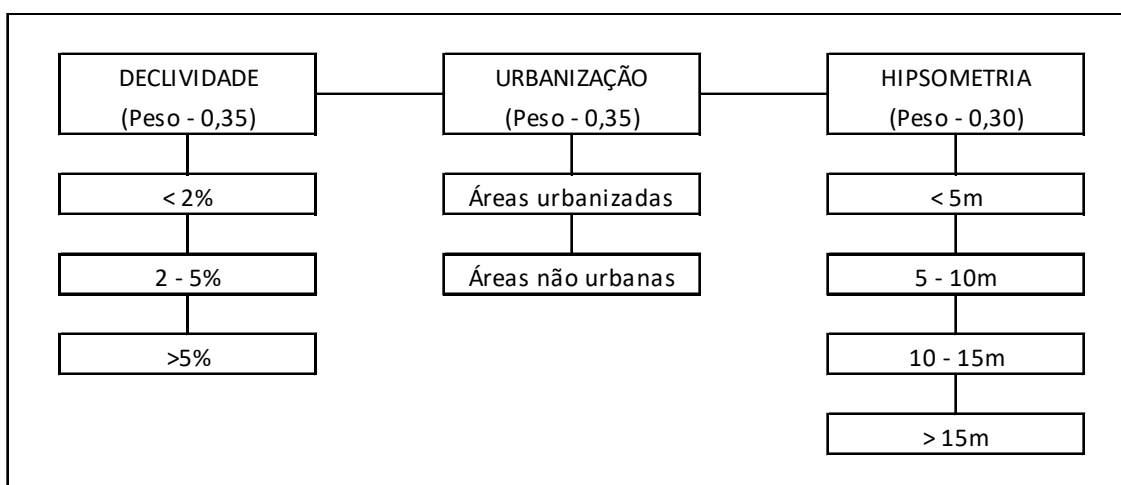 DECLIVIDADE
(Peso - 0,35)
< 2%
2 - 5%
>5%
URBANIZAÇÃO
(Peso - 0,35)
Áreas urbanizadas
Áreas não urbanas
HIPSOMETRIA
(Peso - 0,30)
< 5m
5 - 10m
10 - 15m
> 15m